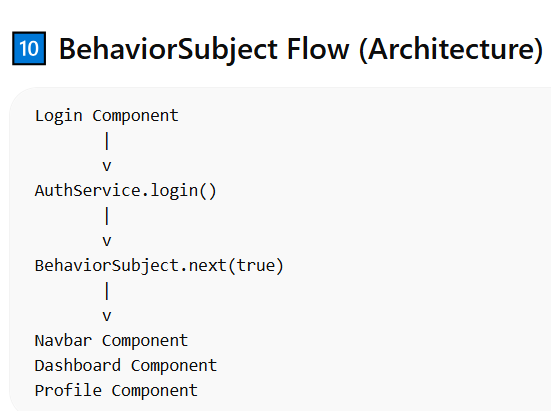 🔟 BehaviorSubject Flow (Architecture)
Login Component
|
v
AuthService.login()
|
v
BehaviorSubject.next(true)
|
v
Navbar Component
Dashboard Component
Profile Component